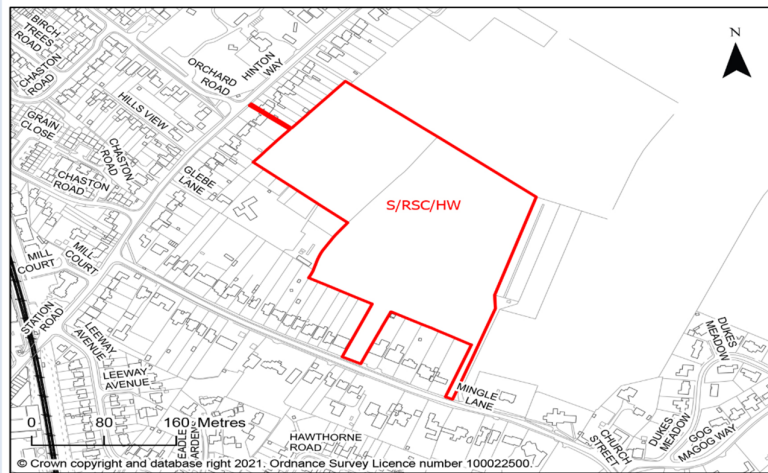 BIRCH
TREES
ROAD
CHASTON
ROAD
ORCHARD
ROAD
HINTON
WAY
N
HILLS VIEW
GRAIN
CLOSE
CHASTON
ROAD
CHASTON
ROAD
GLEBE
LANE
S/RSC/HW
MILL
COURT
MILL
COURT
STATION
ROAD
LEEWAY
AVENUE
LEEWAY
AVENUE
MINGLE
LANE
DUKES
MEADOW
DUKES
MEADOW
GOG
MAGOG WAY
CHURCH
STREET
HAWTHORNE
ROAD
0 80 160 Metres
© Crown copyright and database right 2021. Ordnance Survey Licence number 100022500.